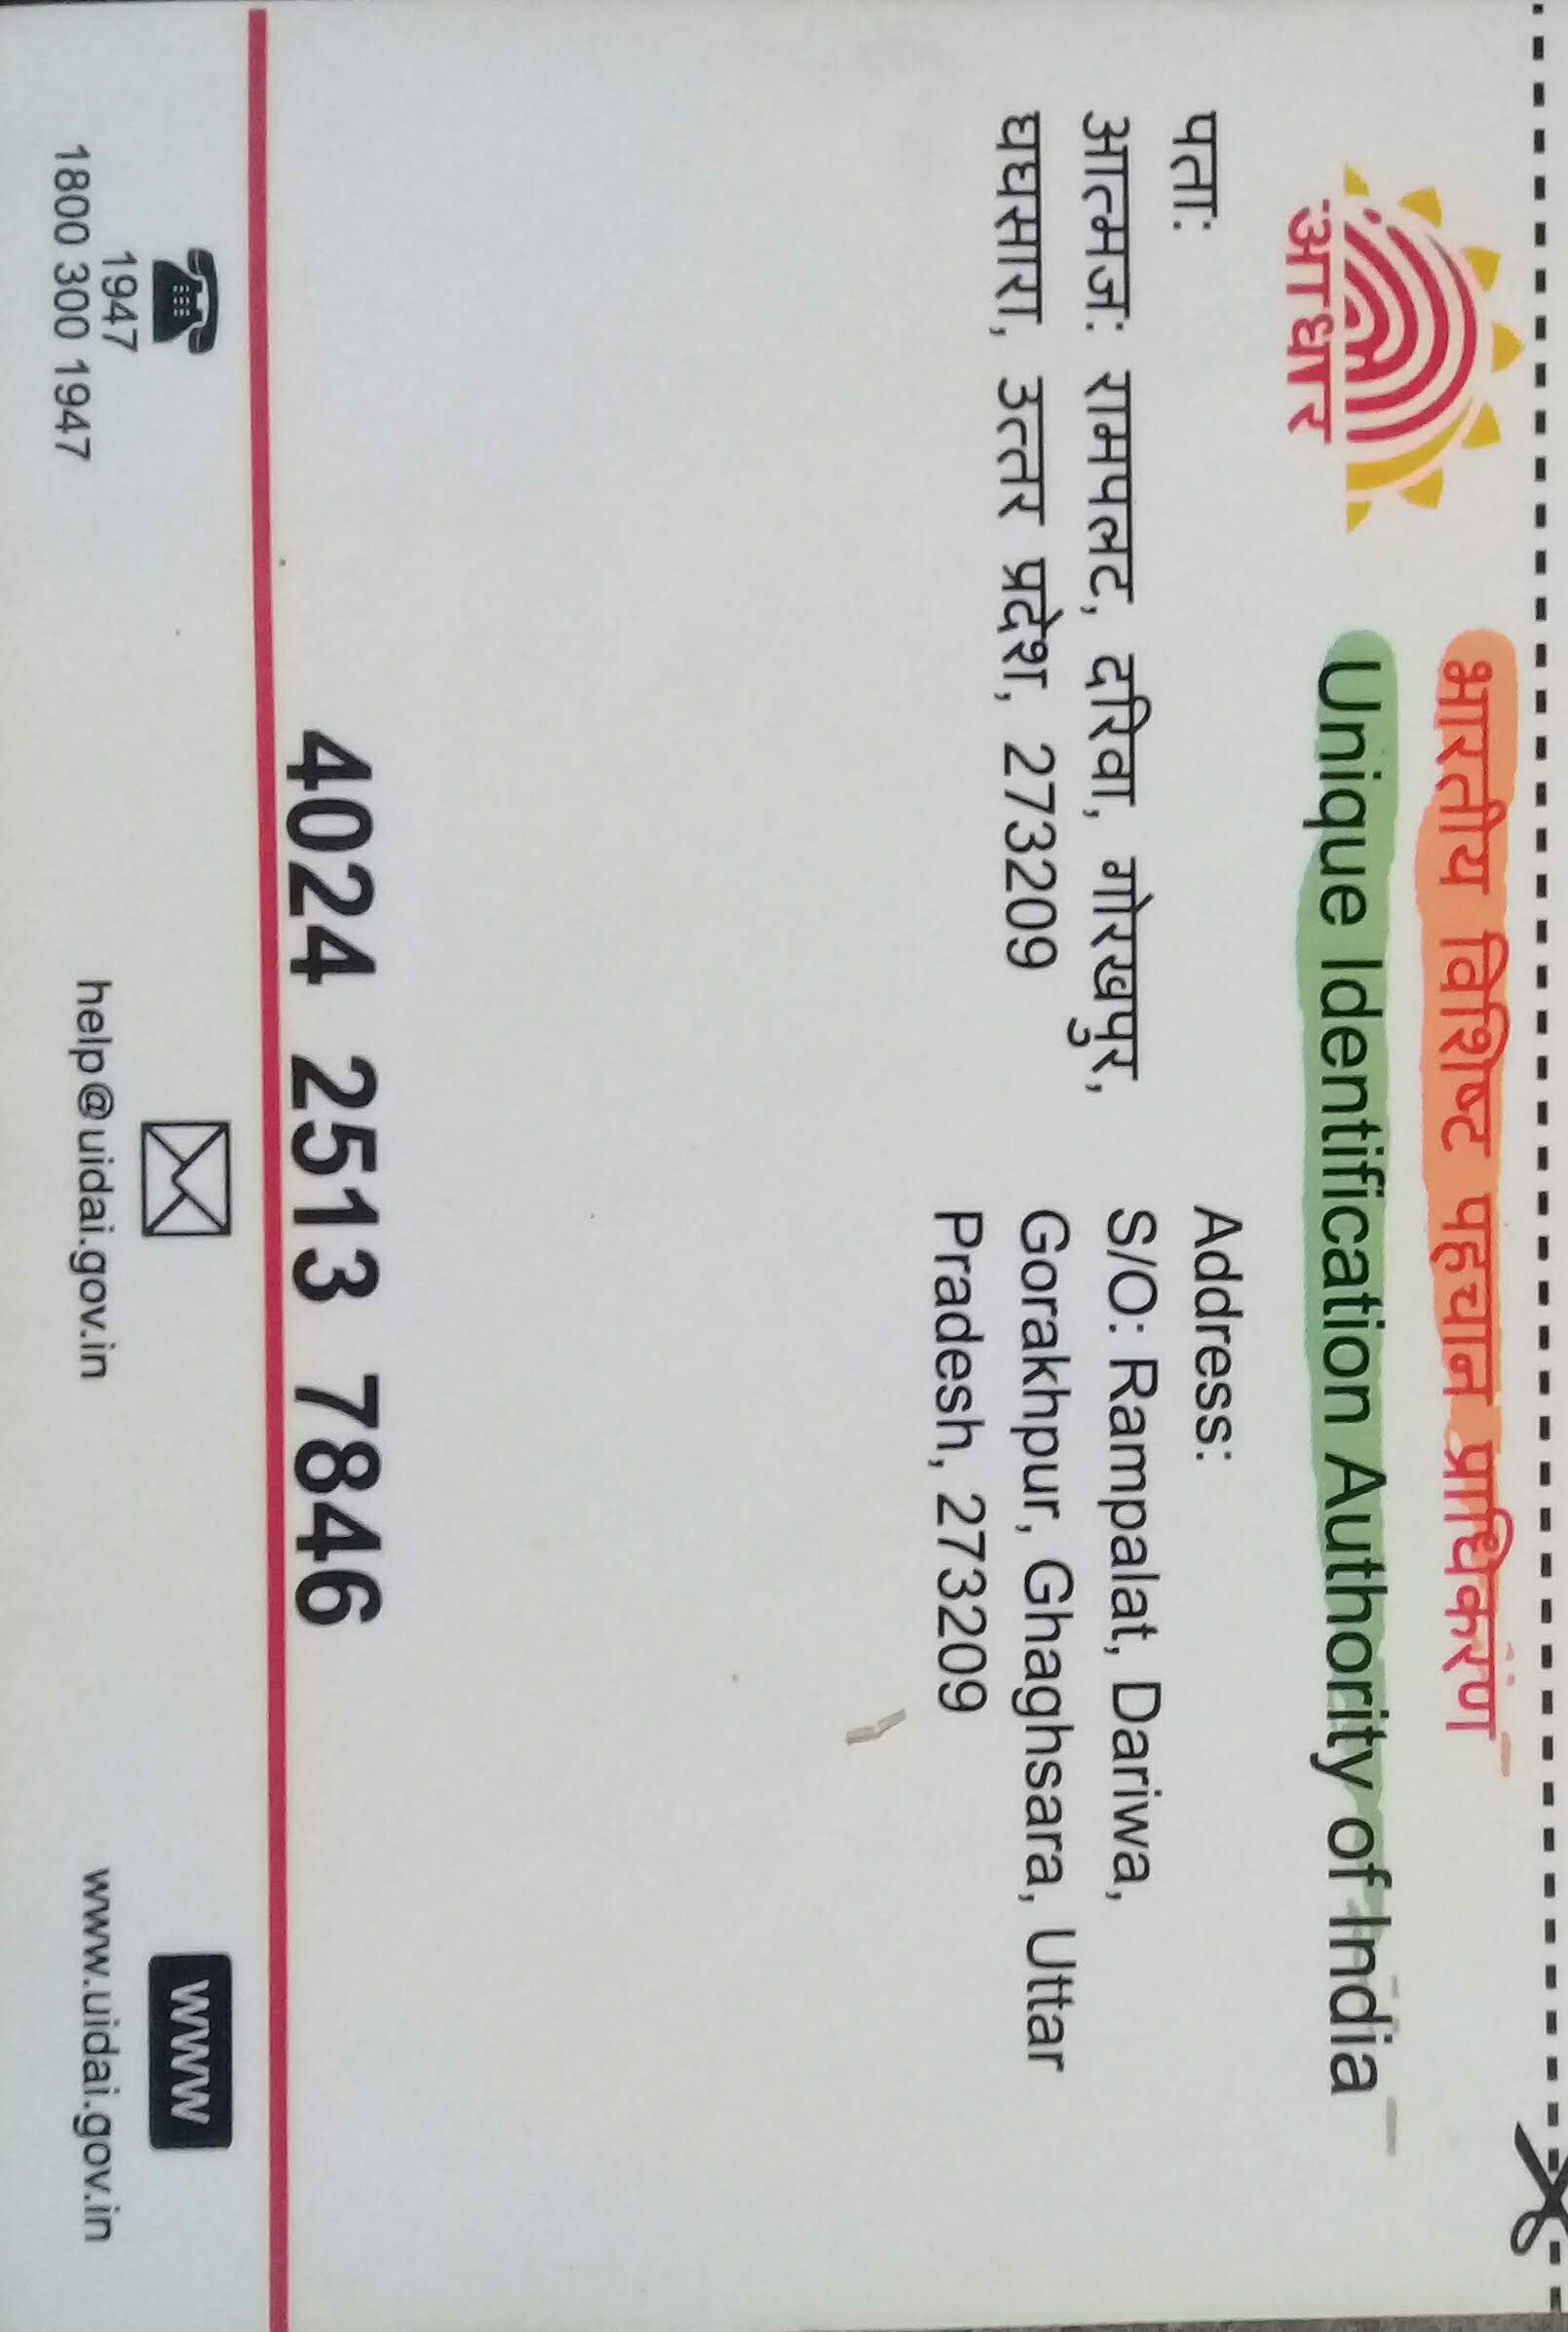 भारतीय विशिष्ट पहचान प्राधिकरण
Unique Identification Authority of India
आधार
पताः
आत्मजः रामपलट, दरिवा, गोरखपुर,
घघसारा, उत्तर प्रदेश, 273209
Address:
S/O: Rampalat, Dariwa,
Gorakhpur, Ghaghsara, Uttar
Pradesh, 273209
4024 2513 7846
1947
1800 300 1947
help@uidai.gov.in
www
www.uidai.gov.in